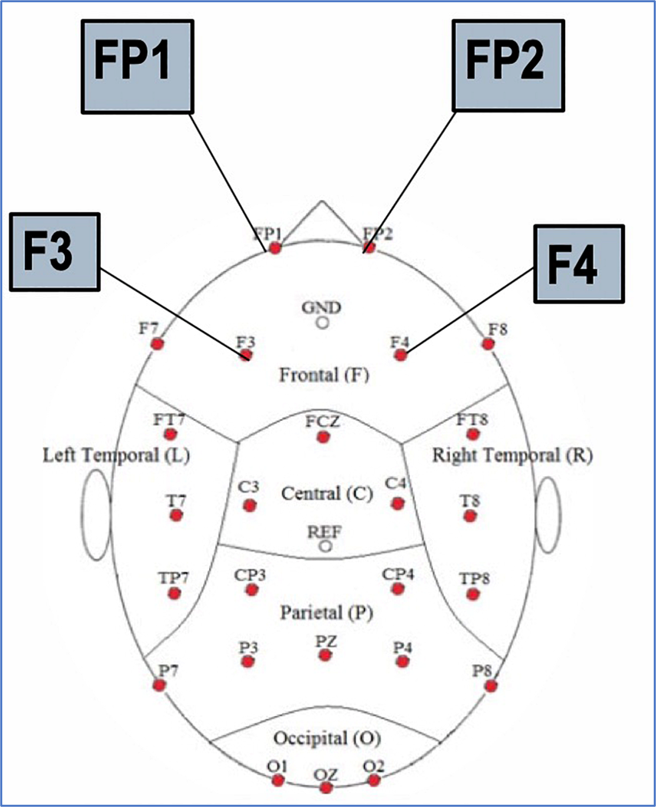 FP1
FP2
F3
F4
FP1
FP2
GND
F7
F3
F4
F8
Frontal (F)
FT7
FCZ
FT8
Left Temporal (L)
Right Temporal (R)
C3
Central (C)
C4
T7
T8
REF
TP7
CP3
CP4
TP8
Parietal (P)
P7
P3
PZ
P4
P8
Occipital (O)
O1
OZ
O2